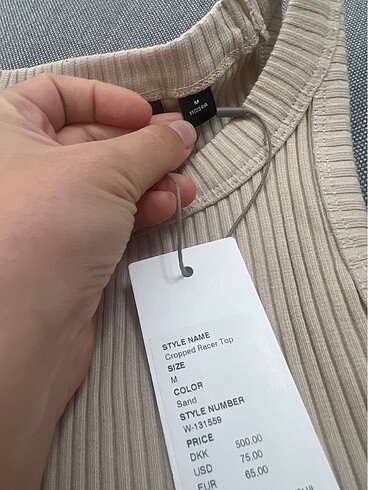 M
STYLE NAME
Cropped Racer Top
SIZE
M
COLOR
Sand
STYLE NUMBER
W-131559
PRICE
DKK 500.00
USD 75.00
EUR 65.00